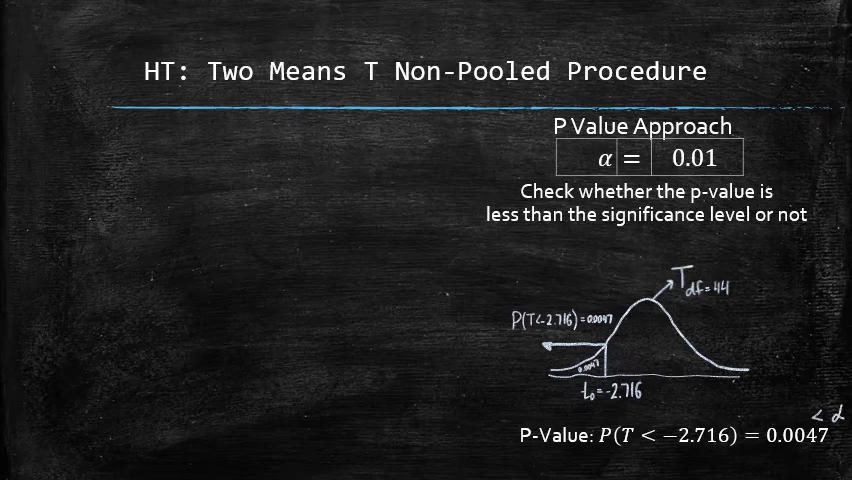 HT: Two Means T Non-Pooled Procedure
P Value Approach
α = 0.01
Check whether the p-value is
less than the significance level or not
T df=44
P(T<-2.716)=0.0047
0.0047
t₀=-2.716
< α
P-Value: P(T < −2.716) = 0.0047